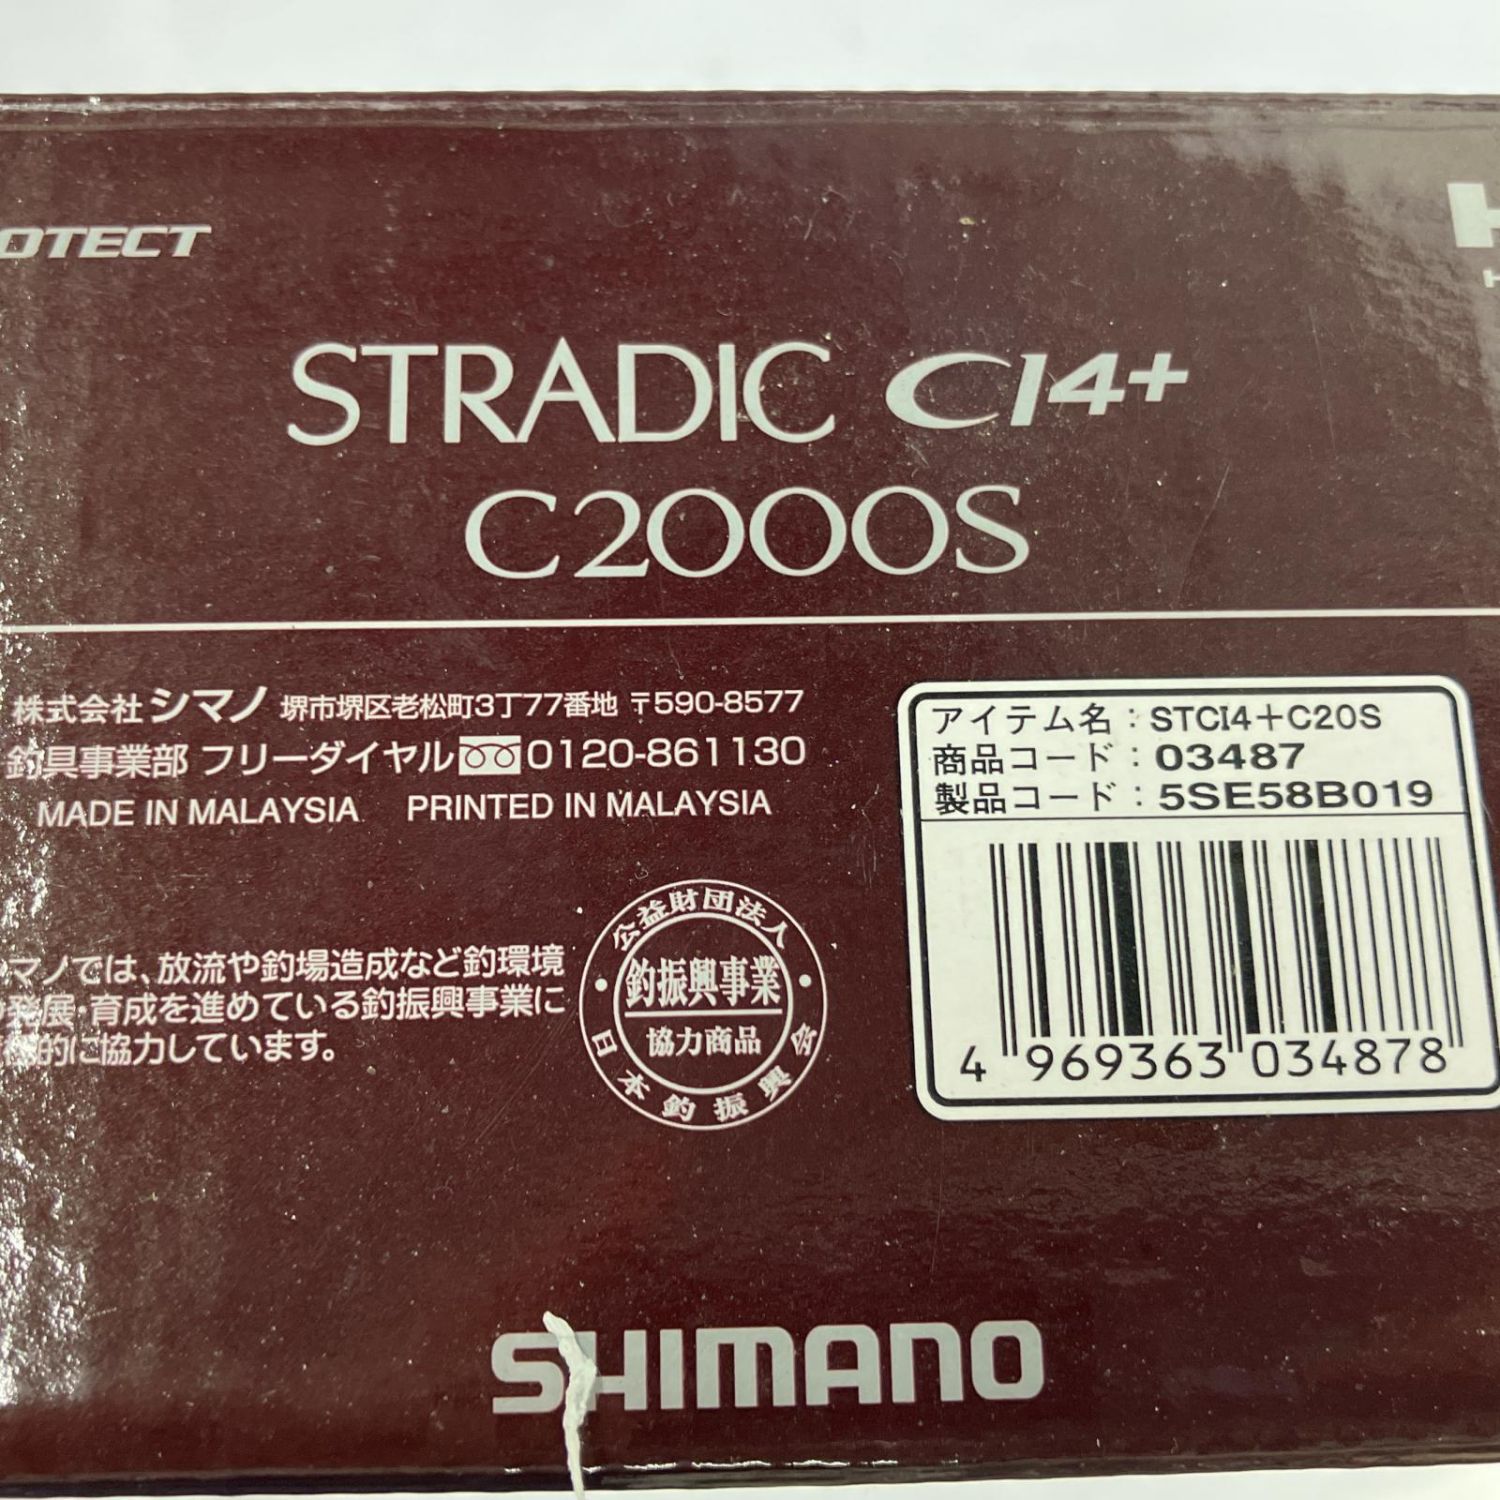 OTECT
H
STRADIC CI4+
C2000S
株式会社シマノ 堺市堺区老松町3丁77番地 〒590-8577
釣具事業部 フリーダイヤル 0120-861130
MADE IN MALAYSIA PRINTED IN MALAYSIA
アイテム名：STCI4＋C20S
商品コード：03487
製品コード：5SE58B019
4 969363 034878
マノでは、放流や釣場造成など釣環境
発展・育成を進めている釣振興事業に
的に協力しています。
公益財団法人
釣振興事業
協力商品
日本釣振興会
SHIMANO